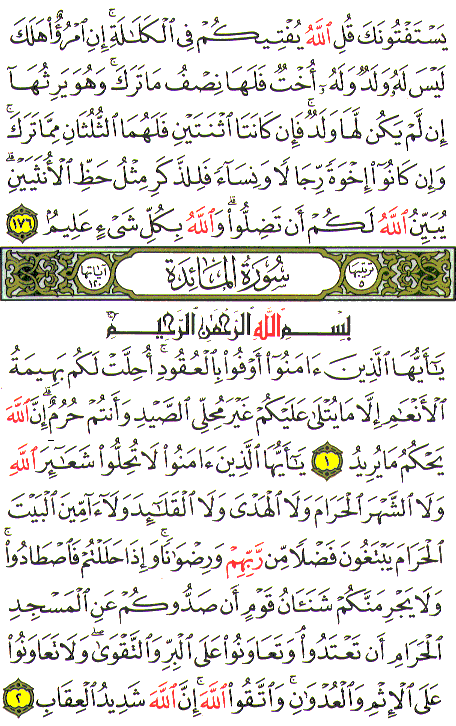 يَسْتَفْتُونَكَ قُلِ ٱللَّهُ يُفْتِيكُمْ فِى ٱلْكَلَٰلَةِ ۚ إِنِ ٱمْرُؤٌا۟ هَلَكَ
لَيْسَ لَهُۥ وَلَدٌ وَلَهُۥٓ أُخْتٌ فَلَهَا نِصْفُ مَا تَرَكَ ۚ وَهُوَ يَرِثُهَآ
إِن لَّمْ يَكُن لَّهَا وَلَدٌ ۚ فَإِن كَانَتَا ٱثْنَتَيْنِ فَلَهُمَا ٱلثُّلُثَانِ مِمَّا تَرَكَ ۚ
وَإِن كَانُوٓا۟ إِخْوَةً رِّجَالًا وَنِسَآءً فَلِلذَّكَرِ مِثْلُ حَظِّ ٱلْأُنثَيَيْنِ ۗ
يُبَيِّنُ ٱللَّهُ لَكُمْ أَن تَضِلُّوا۟ ۗ وَٱللَّهُ بِكُلِّ شَىْءٍ عَلِيمٌۢ ١٧٦
ترتيبها ٥ سُورَةُ المَائِدَة آياتها ١٢٠
بِسْمِ ٱللَّهِ ٱلرَّحْمَٰنِ ٱلرَّحِيمِ
يَٰٓأَيُّهَا ٱلَّذِينَ ءَامَنُوٓا۟ أَوْفُوا۟ بِٱلْعُقُودِ ۚ أُحِلَّتْ لَكُم بَهِيمَةُ
ٱلْأَنْعَٰمِ إِلَّا مَا يُتْلَىٰ عَلَيْكُمْ غَيْرَ مُحِلِّى ٱلصَّيْدِ وَأَنتُمْ حُرُمٌ ۗ إِنَّ ٱللَّهَ
يَحْكُمُ مَا يُرِيدُ ١ يَٰٓأَيُّهَا ٱلَّذِينَ ءَامَنُوا۟ لَا تُحِلُّوا۟ شَعَٰٓئِرَ ٱللَّهِ
وَلَا ٱلشَّهْرَ ٱلْحَرَامَ وَلَا ٱلْهَدْىَ وَلَا ٱلْقَلَٰٓئِدَ وَلَآ ءَآمِّينَ ٱلْبَيْتَ
ٱلْحَرَامَ يَبْتَغُونَ فَضْلًا مِّن رَّبِّهِمْ وَرِضْوَٰنًا ۚ وَإِذَا حَلَلْتُمْ فَٱصْطَادُوا۟ ۚ
وَلَا يَجْرِمَنَّكُمْ شَنَـَٔانُ قَوْمٍ أَن صَدُّوكُمْ عَنِ ٱلْمَسْجِدِ
ٱلْحَرَامِ أَن تَعْتَدُوا۟ ۘ وَتَعَاوَنُوا۟ عَلَى ٱلْبِرِّ وَٱلتَّقْوَىٰ ۖ وَلَا تَعَاوَنُوا۟
عَلَى ٱلْإِثْمِ وَٱلْعُدْوَٰنِ ۚ وَٱتَّقُوا۟ ٱللَّهَ ۖ إِنَّ ٱللَّهَ شَدِيدُ ٱلْعِقَابِ ٢